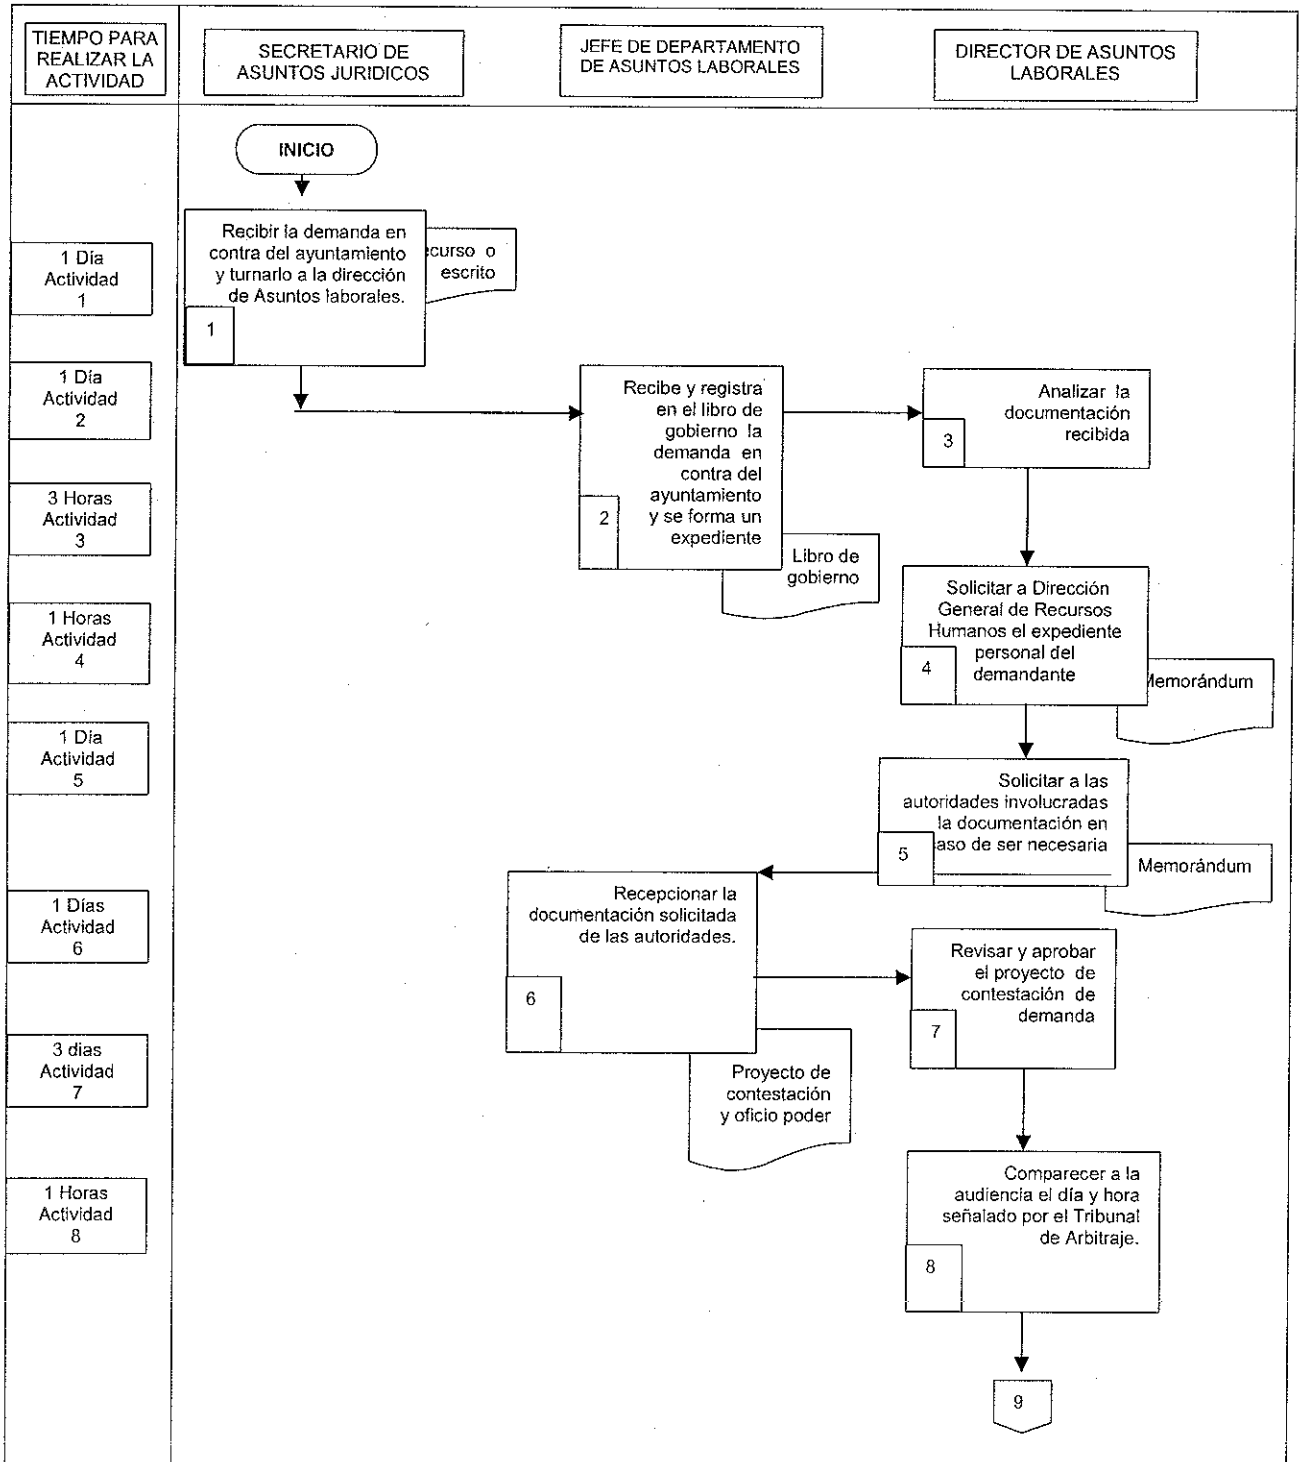 TIEMPO PARA
REALIZAR LA
ACTIVIDAD
SECRETARIO DE
ASUNTOS JURIDICOS
JEFE DE DEPARTAMENTO
DE ASUNTOS LABORALES
DIRECTOR DE ASUNTOS
LABORALES
INICIO
Recibir la demanda en
contra del ayuntamiento
y turnarlo a la dirección
de Asuntos laborales.
1
ecurso o
escrito
1 Día
Actividad
1
1 Día
Actividad
2
Recibe y registra
en el libro de
gobierno la
demanda en
contra del
ayuntamiento
y se forma un
expediente
2
Libro de
gobierno
Analizar la
documentación
recibida
3
3 Horas
Actividad
3
Solicitar a Dirección
General de Recursos
Humanos el expediente
personal del
demandante
4
Memorándum
1 Horas
Actividad
4
1 Día
Actividad
5
Solicitar a las
autoridades involucradas
la documentación en
aso de ser necesaria
5
Memorándum
1 Días
Actividad
6
Recepcionar la
documentación solicitada
de las autoridades.
6
Proyecto de
contestación
y oficio poder
Revisar y aprobar
el proyecto de
contestación de
demanda
7
3 dias
Actividad
7
1 Horas
Actividad
8
Comparecer a la
audiencia el día y hora
señalado por el Tribunal
de Arbitraje.
8
9